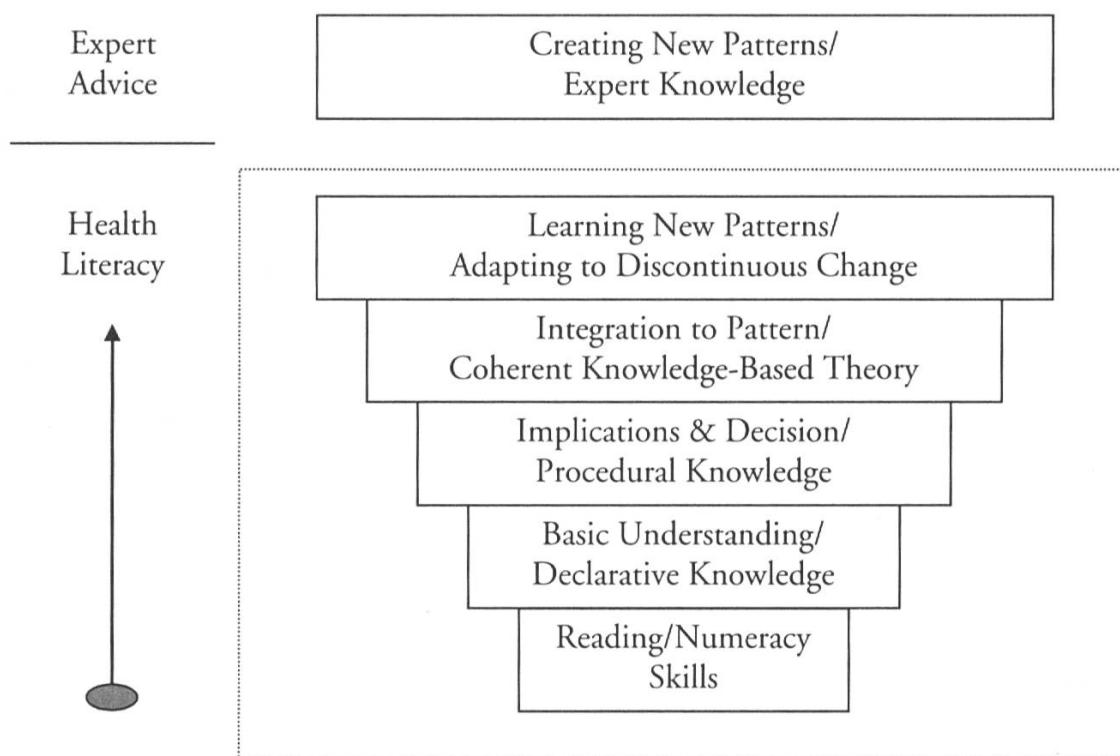 Expert
Advice
Creating New Patterns/
Expert Knowledge
Health
Literacy
Learning New Patterns/
Adapting to Discontinuous Change
Integration to Pattern/
Coherent Knowledge-Based Theory
Implications & Decision/
Procedural Knowledge
Basic Understanding/
Declarative Knowledge
Reading/Numeracy
Skills